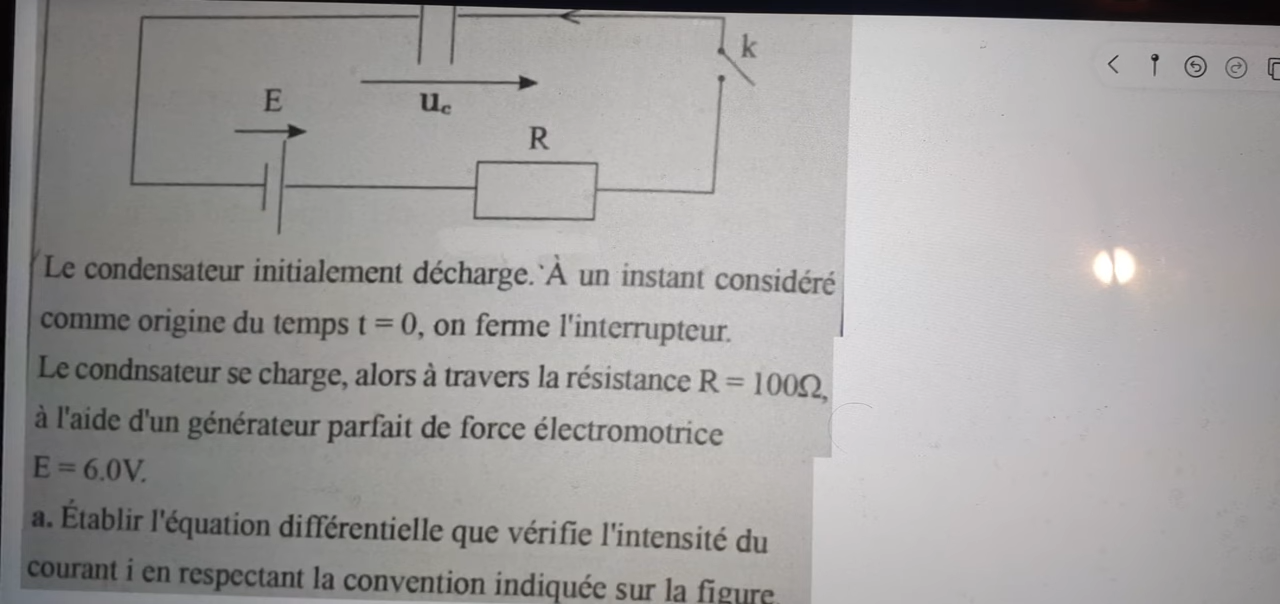 k
E
uc
R
Le condensateur initialement décharge. À un instant considéré
comme origine du temps t = 0, on ferme l'interrupteur.
Le condnsateur se charge, alors à travers la résistance R = 100Ω,
à l'aide d'un générateur parfait de force électromotrice
E = 6.0V.
a. Établir l'équation différentielle que vérifie l'intensité du
courant i en respectant la convention indiquée sur la figure